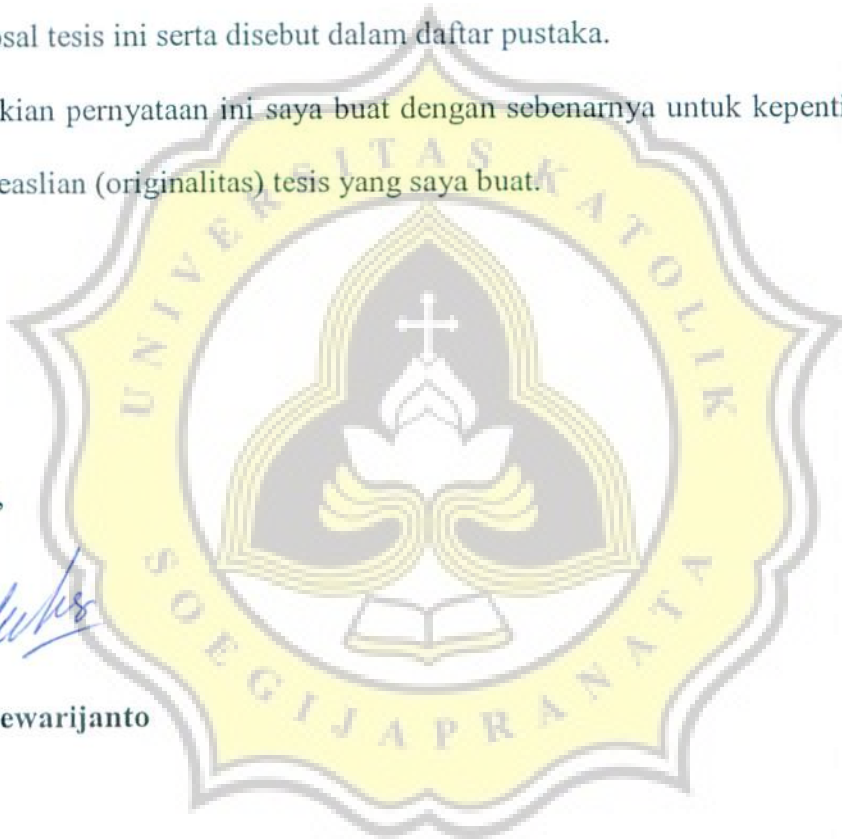 osal tesis ini serta disebut dalam daftar pustaka.
kian pernyataan ini saya buat dengan sebenarnya untuk kepenti
easlian (originalitas) tesis yang saya buat.
UNIVERSITAS KATOLIK
,
ewarijanto
SOEGIJAPRANATA